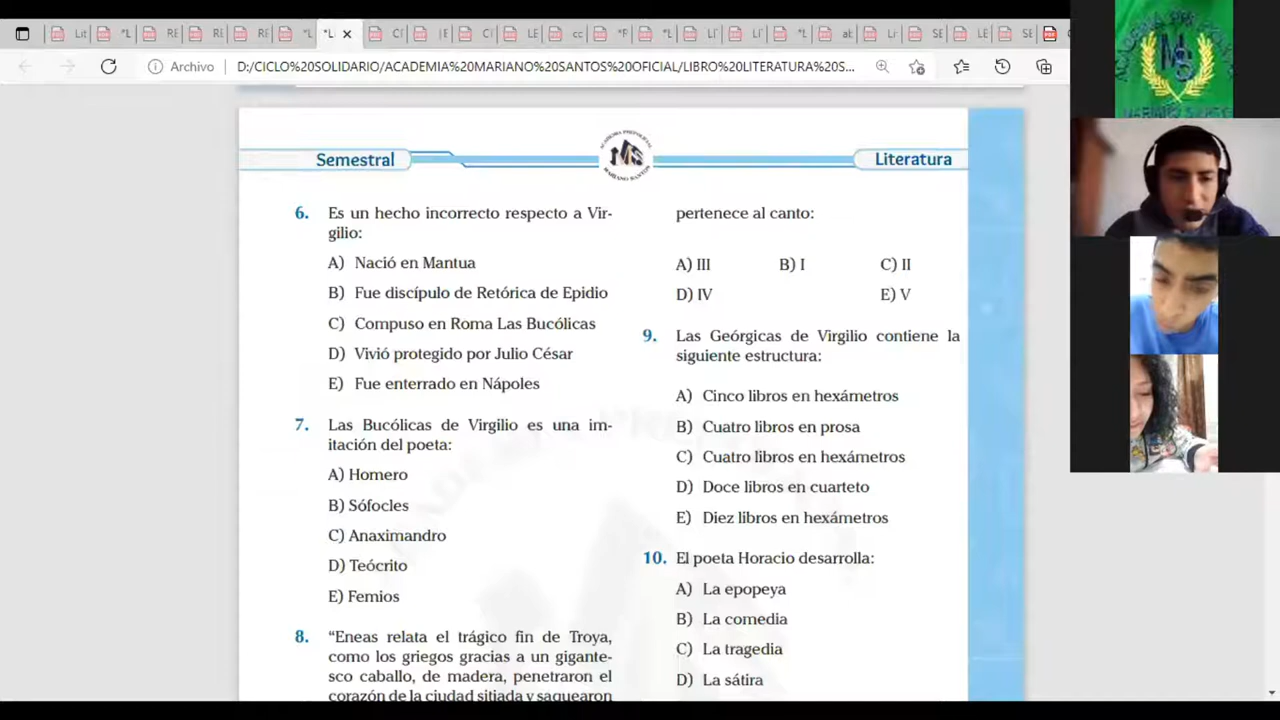 Archivo
D:/CICLO%20SOLIDARIO/ACADEMIA%20MARIANO%20SANTOS%20OFICIAL/LIBRO%20LITERATURA%20S...
Semestral
Literatura
6. Es un hecho incorrecto respecto a Vir-
gilio:
A) Nació en Mantua
B) Fue discípulo de Retórica de Epidio
C) Compuso en Roma Las Bucólicas
D) Vivió protegido por Julio César
E) Fue enterrado en Nápoles
7. Las Bucólicas de Virgilio es una im-
itación del poeta:
A) Homero
B) Sófocles
C) Anaximandro
D) Teócrito
E) Femios
8. “Eneas relata el trágico fin de Troya,
como los griegos gracias a un gigante-
sco caballo, de madera, penetraron el
corazón de la ciudad sitiada y saquearon
pertenece al canto:
A) III B) I C) II
D) IV E) V
9. Las Geórgicas de Virgilio contiene la
siguiente estructura:
A) Cinco libros en hexámetros
B) Cuatro libros en prosa
C) Cuatro libros en hexámetros
D) Doce libros en cuarteto
E) Diez libros en hexámetros
10. El poeta Horacio desarrolla:
A) La epopeya
B) La comedia
C) La tragedia
D) La sátira